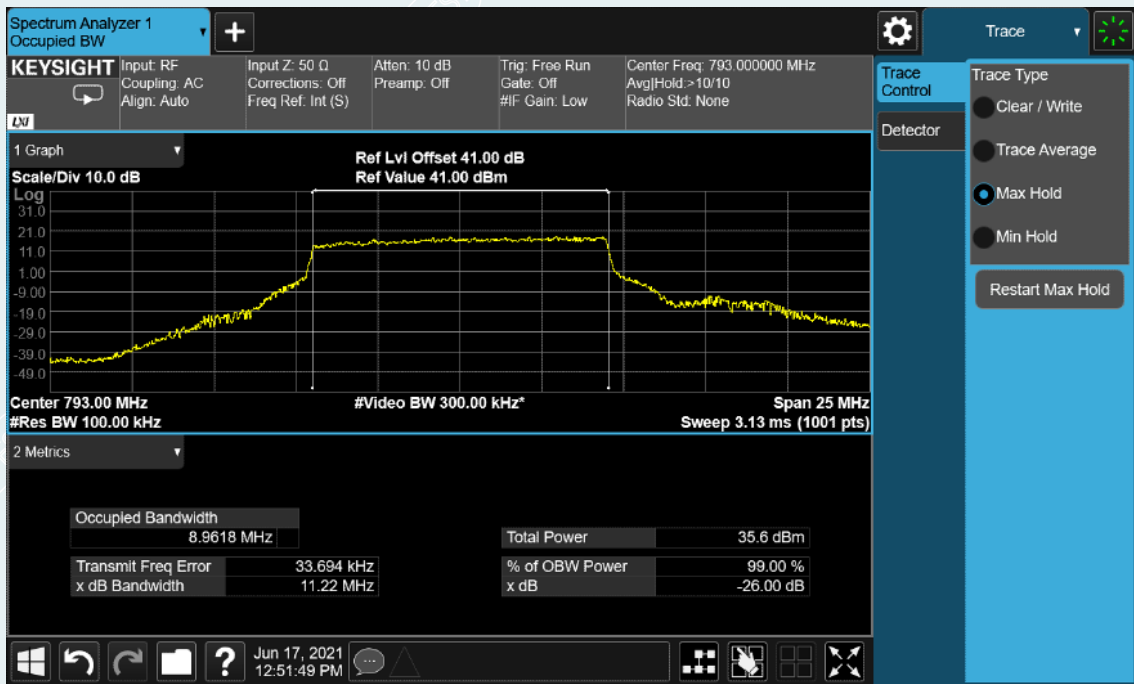 Spectrum Analyzer 1
Occupied BW
Trace
KEYSIGHT
Input: RF
Coupling: AC
Align: Auto
Input Z: 50 Ω
Corrections: Off
Freq Ref: Int (S)
Atten: 10 dB
Preamp: Off
Trig: Free Run
Gate: Off
#IF Gain: Low
Center Freq: 793.000000 MHz
Avg|Hold:>10/10
Radio Std: None
LXI
Trace
Control
Detector
Trace Type
Clear / Write
Trace Average
Max Hold
Min Hold
Restart Max Hold
1 Graph
Scale/Div 10.0 dB
Ref Lvl Offset 41.00 dB
Ref Value 41.00 dBm
Log
31.0
21.0
11.0
1.00
-9.00
-19.0
-29.0
-39.0
-49.0
Center 793.00 MHz
#Video BW 300.00 kHz*
Span 25 MHz
#Res BW 100.00 kHz
Sweep 3.13 ms (1001 pts)
2 Metrics
Occupied Bandwidth
8.9618 MHz
Total Power 35.6 dBm
Transmit Freq Error 33.694 kHz
% of OBW Power 99.00 %
x dB Bandwidth 11.22 MHz
x dB -26.00 dB
Jun 17, 2021
12:51:49 PM